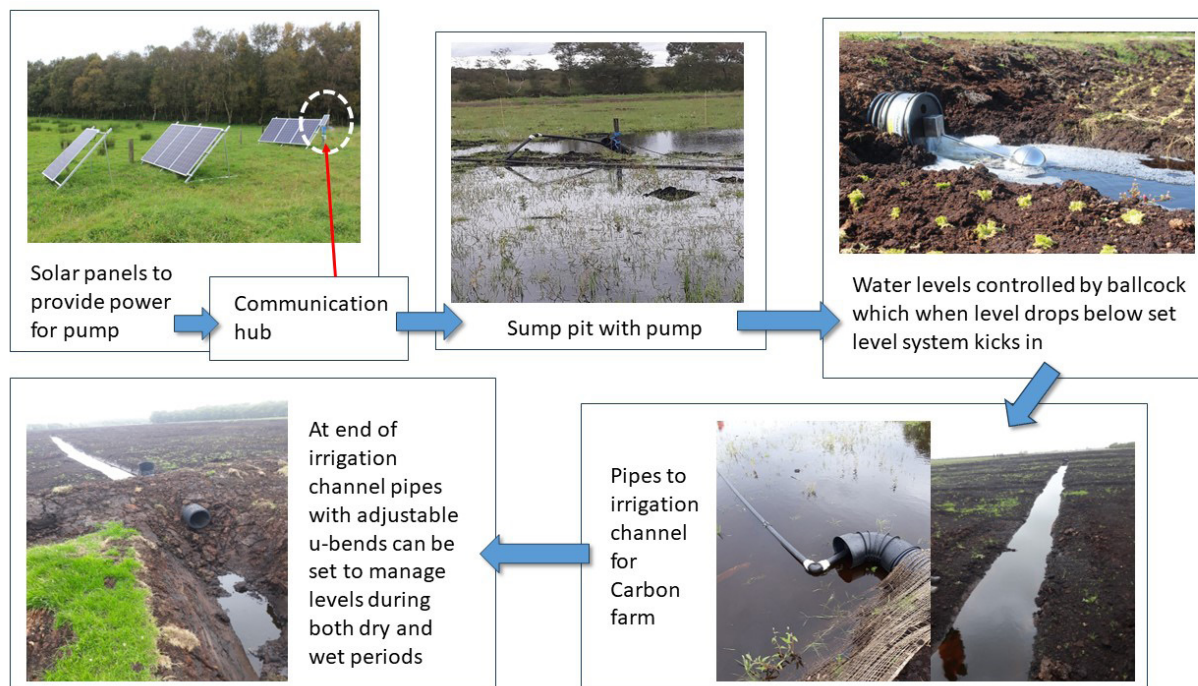 Solar panels to
provide power
for pump
Communication
hub
Sump pit with pump
Water levels controlled by ballcock
which when level drops below set
level system kicks in
Pipes to
irrigation
channel
for
Carbon
farm
At end of
irrigation
channel pipes
with adjustable
u-bends can be
set to manage
levels during
both dry and
wet periods